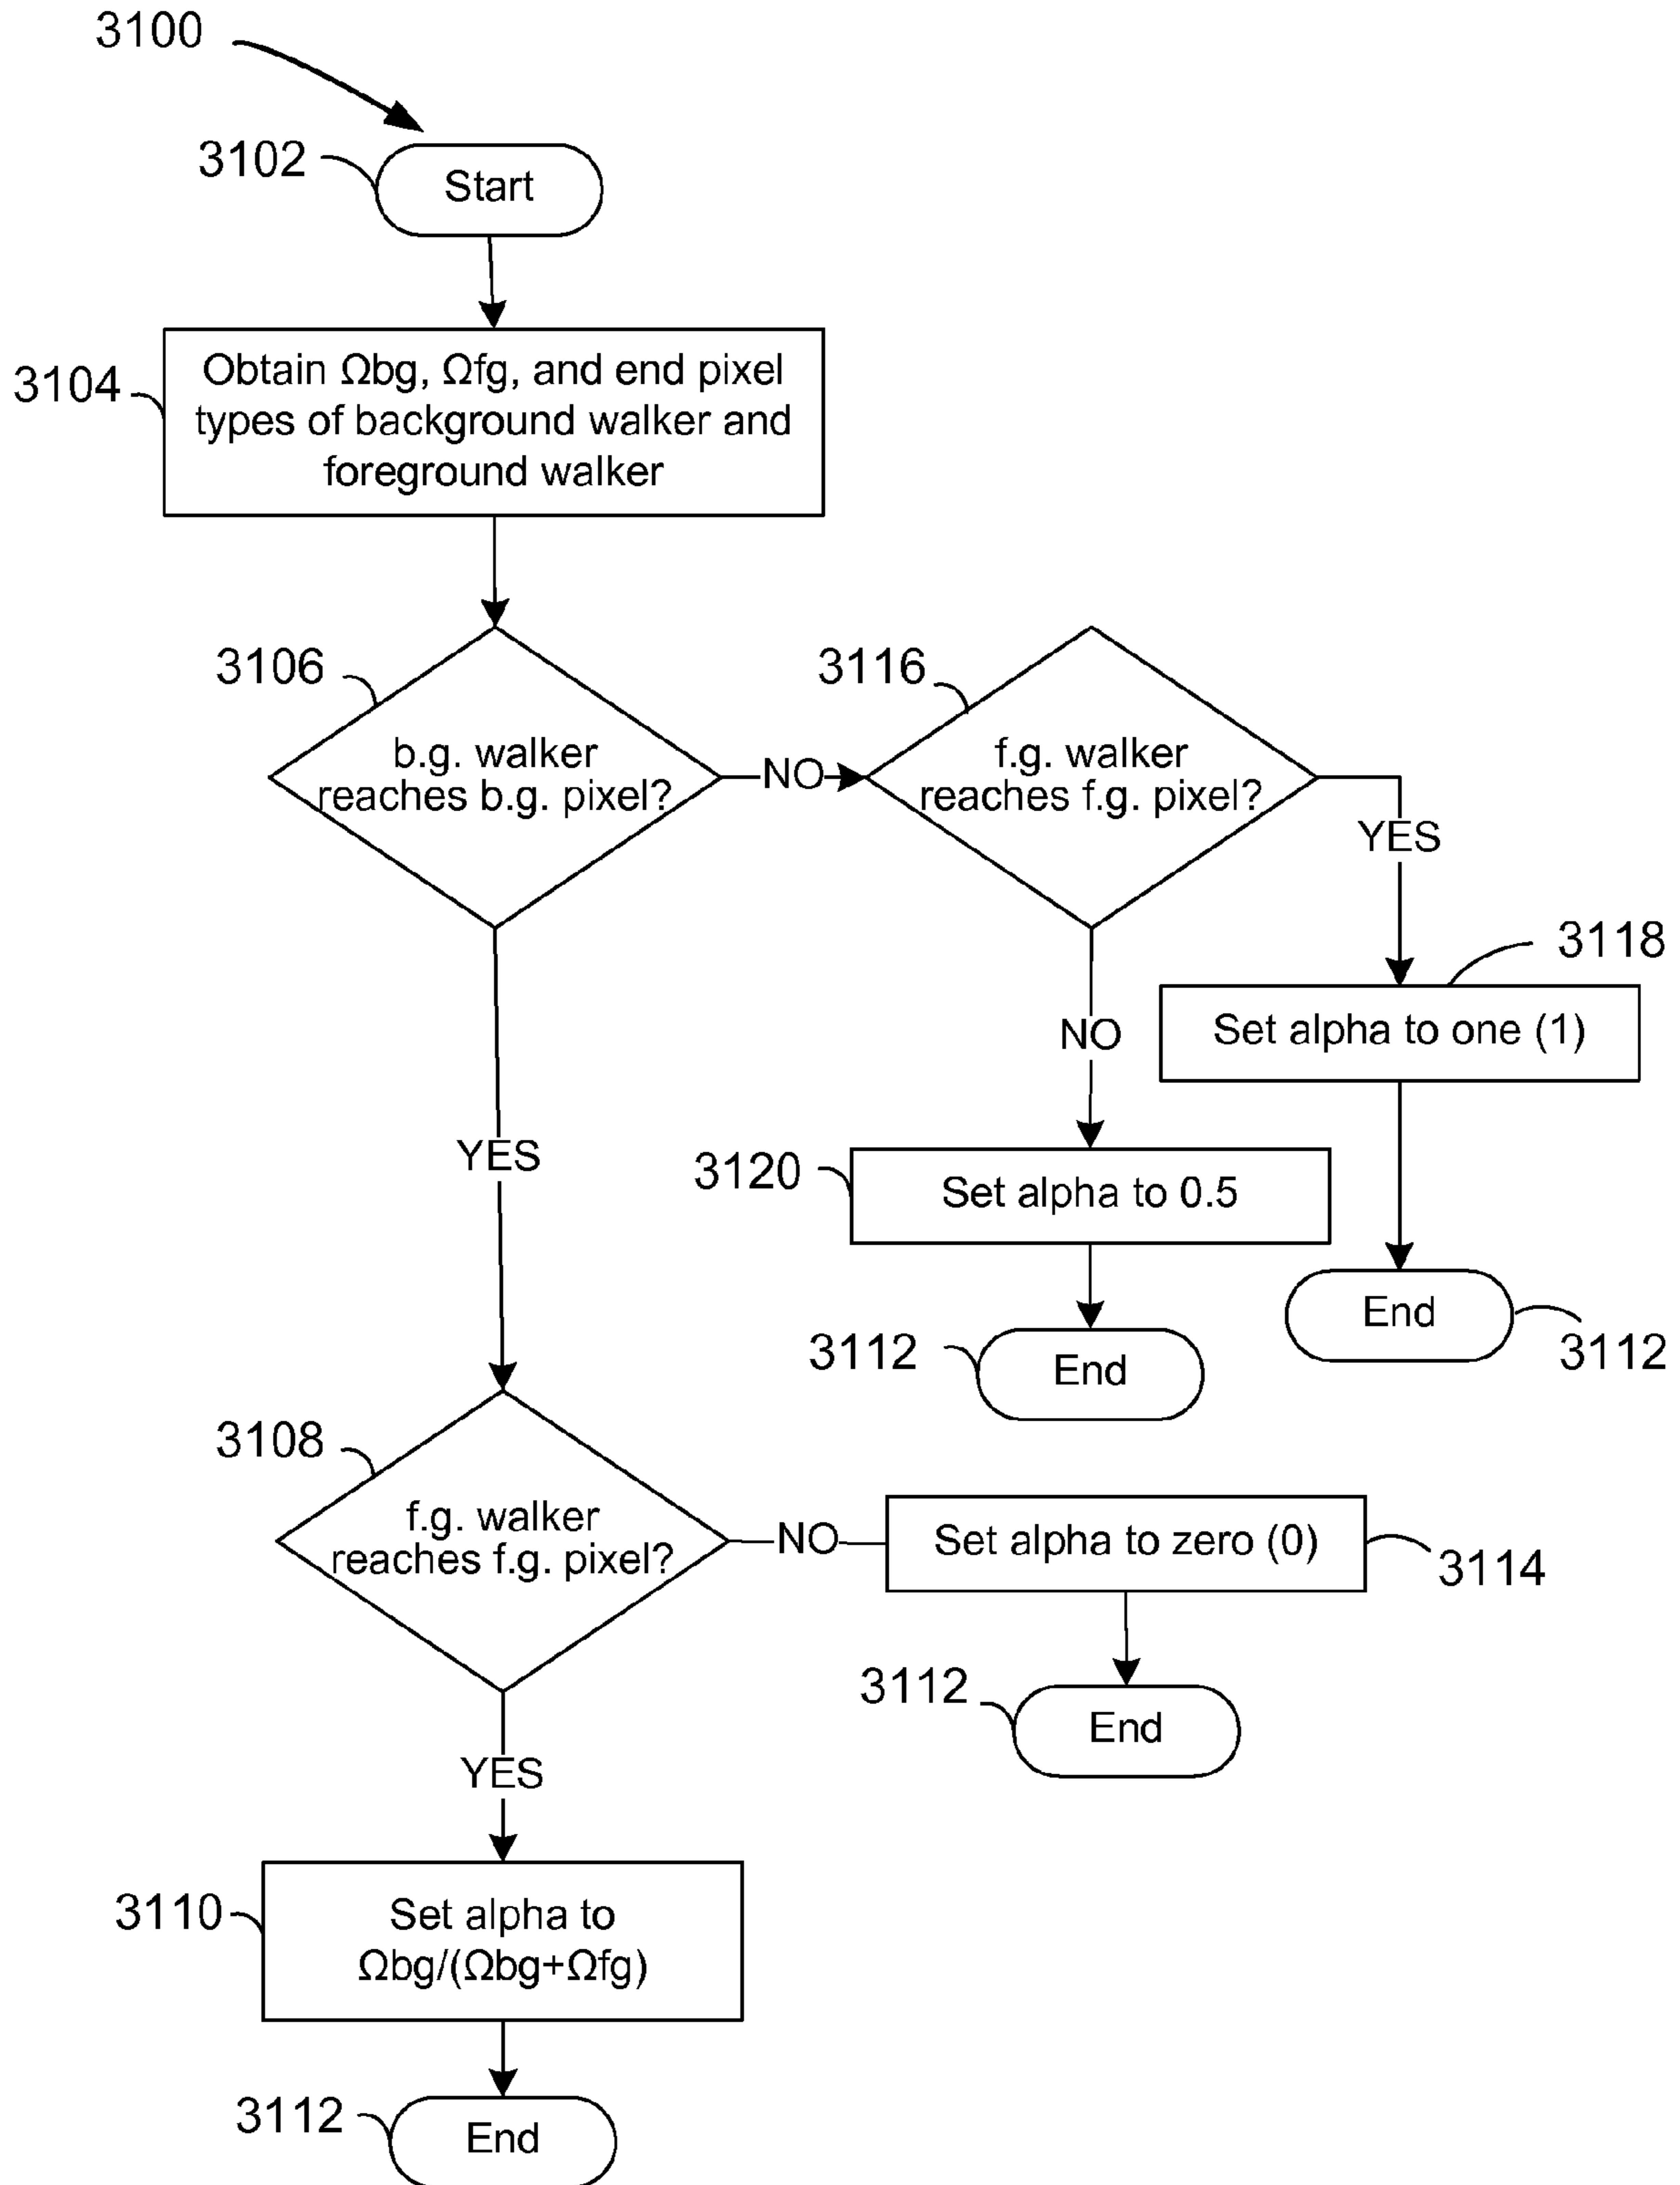 3100
3102
Start
3104
Obtain Ωbg, Ωfg, and end pixel
types of background walker and
foreground walker
3106
b.g. walker
reaches b.g. pixel?
NO
3116
f.g. walker
reaches f.g. pixel?
YES
3118
Set alpha to one (1)
NO
YES
3120
Set alpha to 0.5
End
3112
3112
End
3108
f.g. walker
reaches f.g. pixel?
NO
Set alpha to zero (0)
3114
3112
End
YES
3110
Set alpha to
Ωbg/(Ωbg+Ωfg)
3112
End